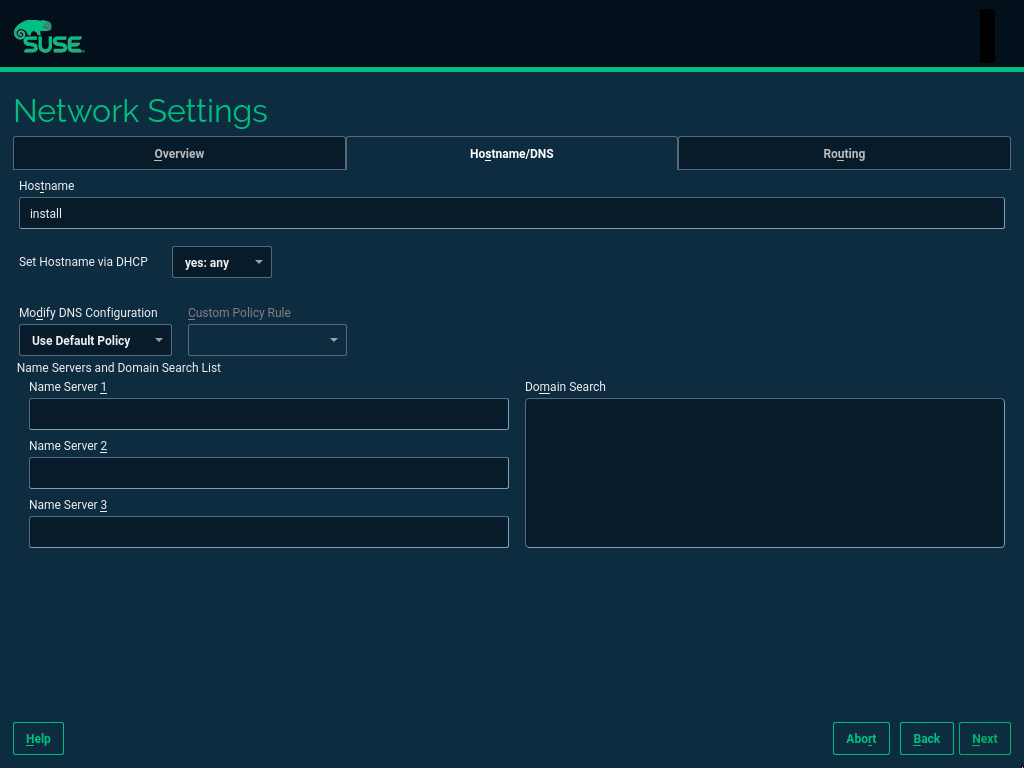 SUSE
Network Settings
Overview Hostname/DNS Routing
Hostname
install
Set Hostname via DHCP yes: any
Modify DNS Configuration Custom Policy Rule
Use Default Policy
Name Servers and Domain Search List
Name Server 1 Domain Search
Name Server 2
Name Server 3
Help Abort Back Next